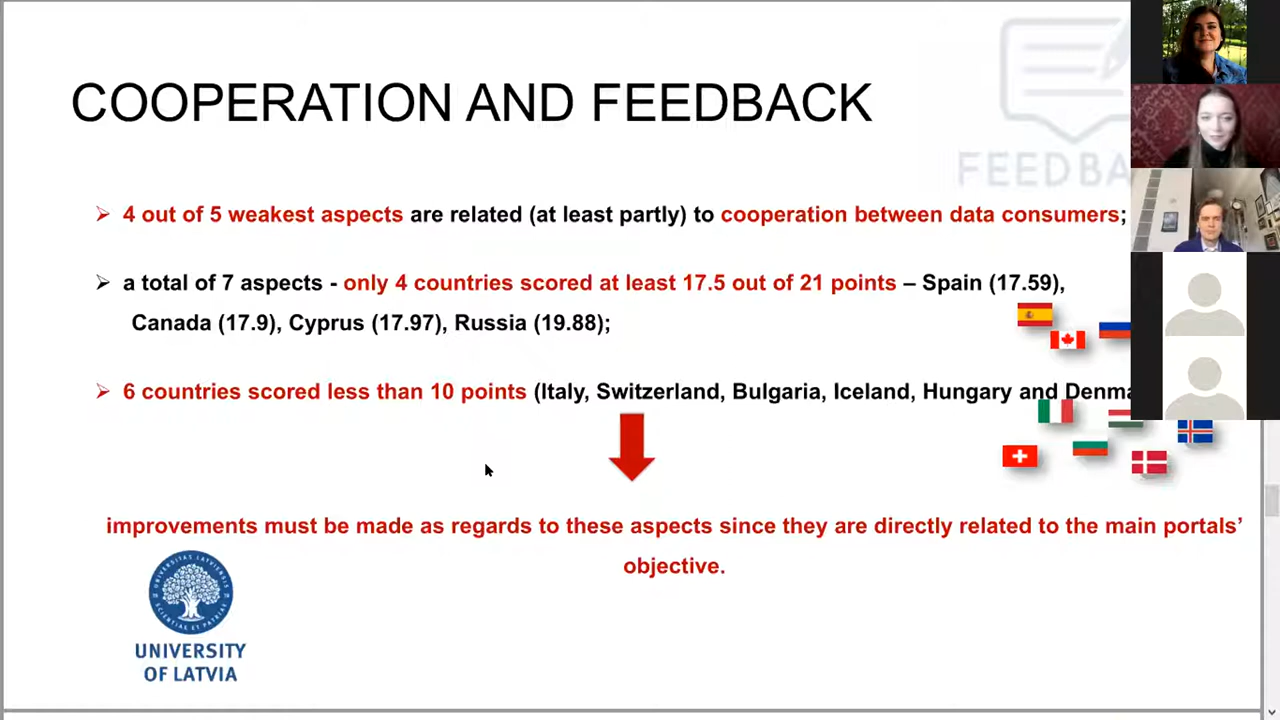 COOPERATION AND FEEDBACK
FEEDBA
➢ 4 out of 5 weakest aspects are related (at least partly) to cooperation between data consumers;
➢ a total of 7 aspects - only 4 countries scored at least 17.5 out of 21 points – Spain (17.59),
Canada (17.9), Cyprus (17.97), Russia (19.88);
➢ 6 countries scored less than 10 points (Italy, Switzerland, Bulgaria, Iceland, Hungary and Denma
improvements must be made as regards to these aspects since they are directly related to the main portals’
objective.
UNIVERSITY
OF LATVIA